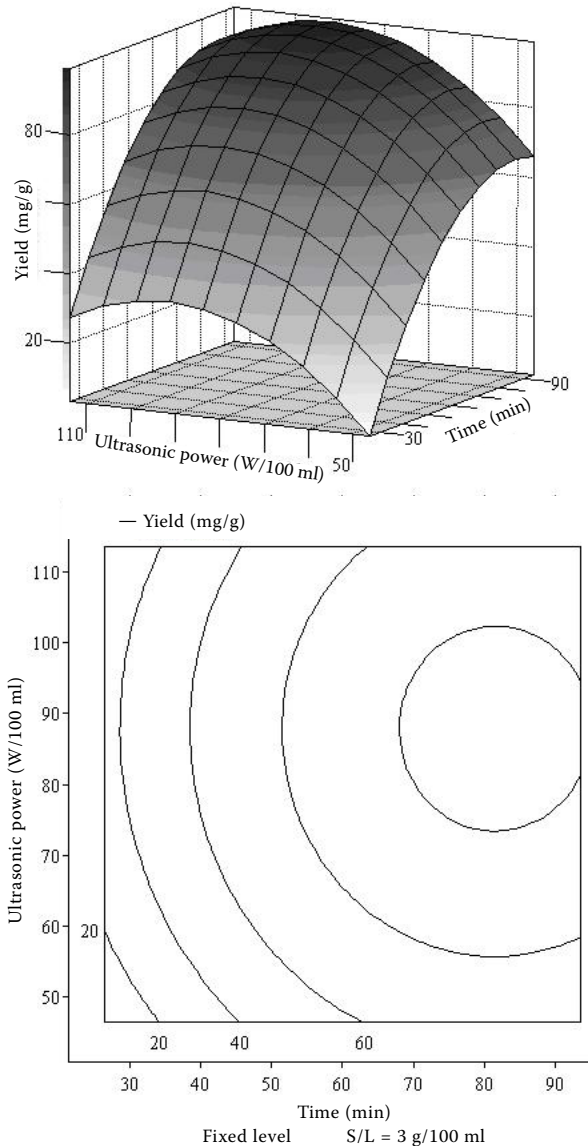 80
Yield (mg/g)
20
110
Ultrasonic power (W/100 ml)
50
30
Time (min)
90
— Yield (mg/g)
110
100
90
80
70
60
50
Ultrasonic power (W/100 ml)
20
20 40 60
30 40 50 60 70 80 90
Time (min)
Fixed level S/L = 3 g/100 ml